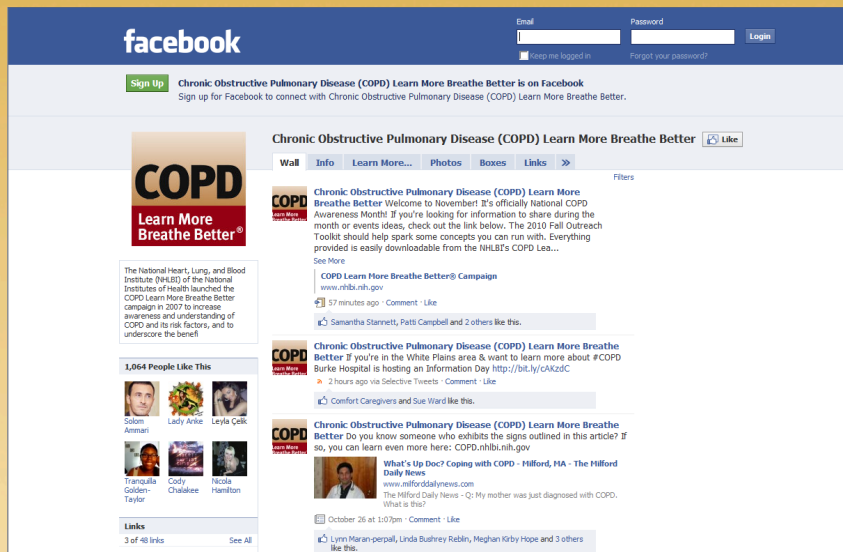 Email
Password
facebook
Login
Keep me logged in
Forgot your password?
Sign Up
Chronic Obstructive Pulmonary Disease (COPD) Learn More Breathe Better is on Facebook
Sign up for Facebook to connect with Chronic Obstructive Pulmonary Disease (COPD) Learn More Breathe Better.
COPD
Learn More
Breathe Better®
Chronic Obstructive Pulmonary Disease (COPD) Learn More Breathe Better
Like
Wall
Info
Learn More...
Photos
Boxes
Links
»
Filters
The National Heart, Lung, and Blood
Institute (NHLBI) of the National
Institutes of Health launched the
COPD Learn More Breathe Better
campaign in 2007 to increase
awareness and understanding of
COPD and its risk factors, and to
underscore the benefi
1,064 People Like This
Solom
Ammari
Lady Anke
Leyla Çelik
Tranquilla
Golden-
Taylor
Cody
Chalakee
Nicola
Hamilton
Links
3 of 48 links
See All
COPD
Learn More
Breathe Better
Chronic Obstructive Pulmonary Disease (COPD) Learn More
Breathe Better Welcome to November! It's officially National COPD
Awareness Month! If you're looking for information to share during the
month or events ideas, check out the link below. The 2010 Fall Outreach
Toolkit should help spark some concepts you can run with. Everything
provided is easily downloadable from the NHLBI's COPD Lea...
See More
COPD Learn More Breathe Better® Campaign
www.nhlbi.nih.gov
57 minutes ago · Comment · Like
Samantha Stannett, Patti Campbell and 2 others like this.
COPD
Learn More
Breathe Better
Chronic Obstructive Pulmonary Disease (COPD) Learn More Breathe
Better If you're in the White Plains area & want to learn more about #COPD
Burke Hospital is hosting an Information Day http://bit.ly/cAKzdC
2 hours ago via Selective Tweets · Comment · Like
Comfort Caregivers and Sue Ward like this.
COPD
Learn More
Breathe Better
Chronic Obstructive Pulmonary Disease (COPD) Learn More Breathe
Better Do you know someone who exhibits the signs outlined in this article? If
so, you can learn even more here: COPD.nhlbi.nih.gov
What's Up Doc? Coping with COPD - Milford, MA - The Milford
Daily News
www.milforddailynews.com
The Milford Daily News - Q: My mother was just diagnosed with COPD.
What is this?
October 26 at 1:07pm · Comment · Like
Lynn Maran-perpall, Linda Bushrey Reblin, Meghan Kirby Hope and 3 others
like this.